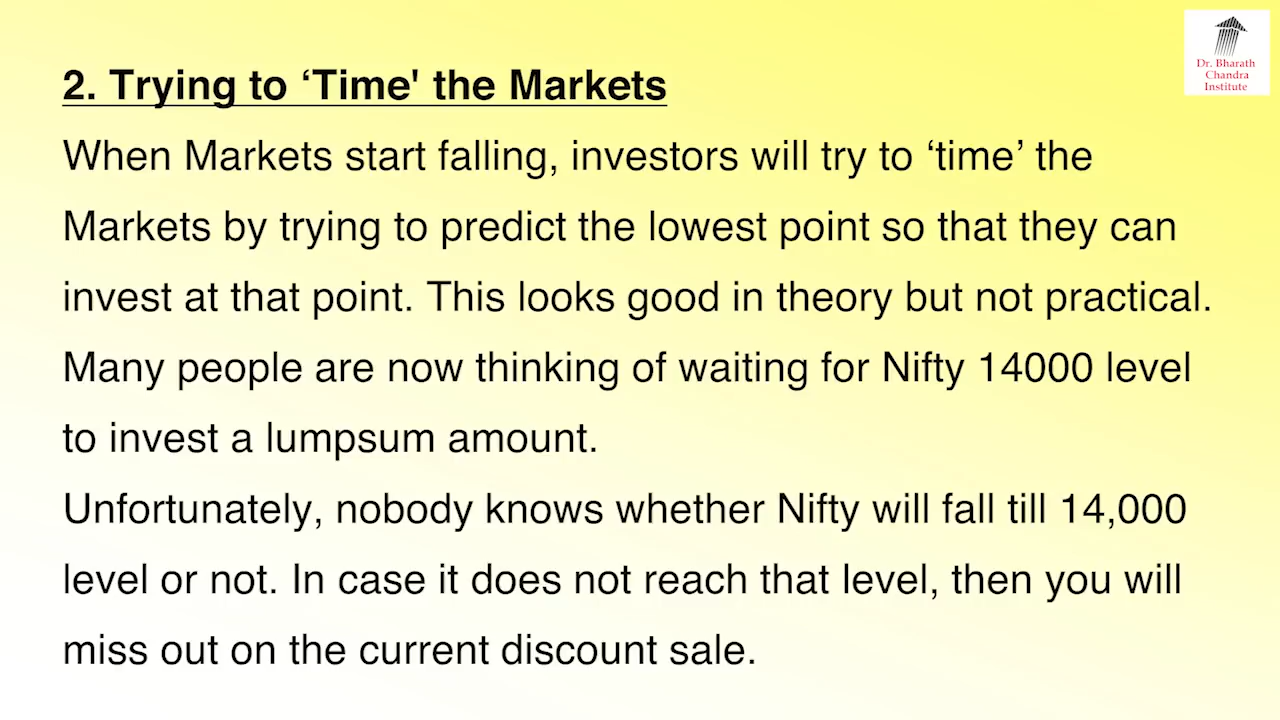 Dr. Bharath
Chandra
Institute
2. Trying to ‘Time' the Markets
When Markets start falling, investors will try to ‘time’ the
Markets by trying to predict the lowest point so that they can
invest at that point. This looks good in theory but not practical.
Many people are now thinking of waiting for Nifty 14000 level
to invest a lumpsum amount.
Unfortunately, nobody knows whether Nifty will fall till 14,000
level or not. In case it does not reach that level, then you will
miss out on the current discount sale.